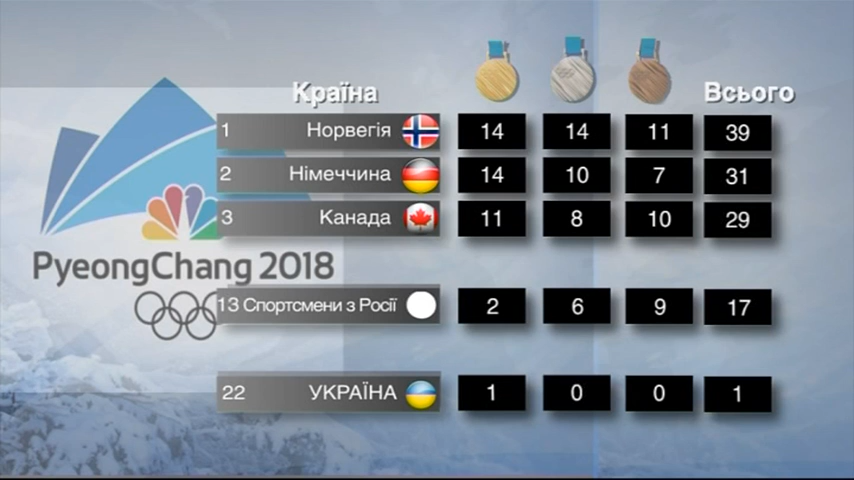 Країна Всього
1 Норвегія 14 14 11 39
2 Німеччина 14 10 7 31
3 Канада 11 8 10 29
PyeongChang 2018
13 Спортсмени з Росії 2 6 9 17
22 УКРАЇНА 1 0 0 1